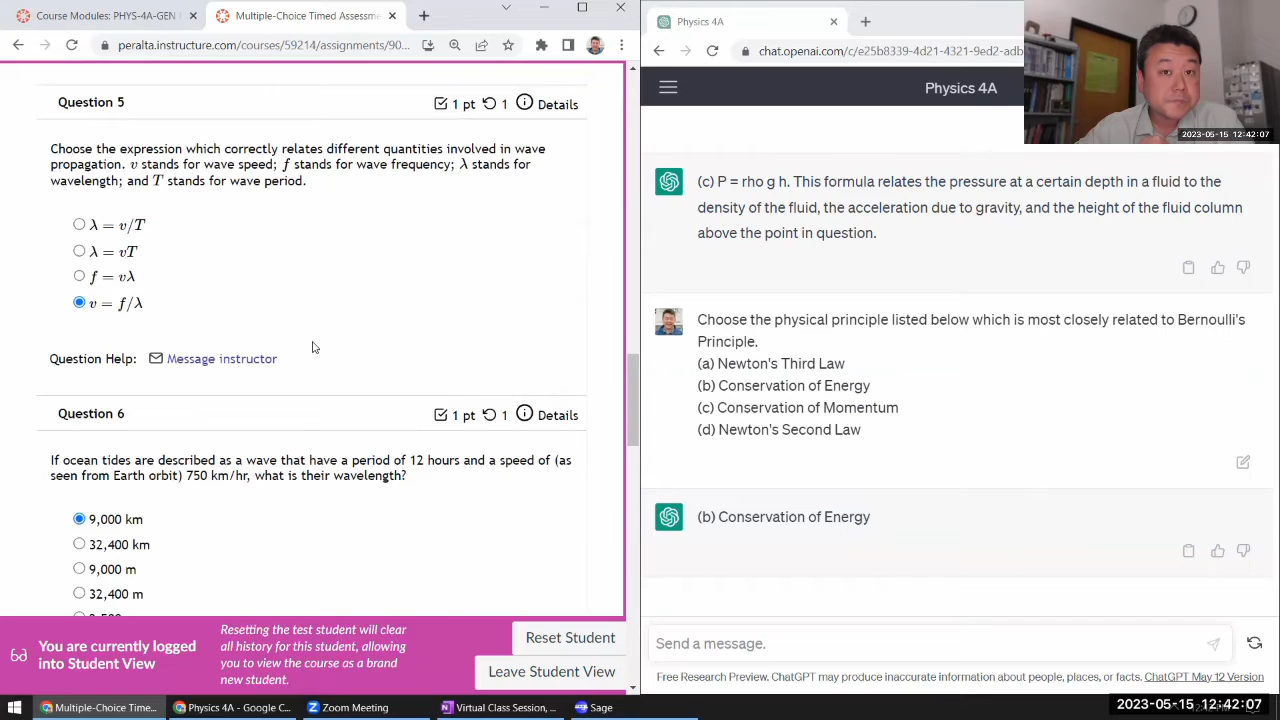 Course Modules: PHYS-4A-GEN
Multiple-Choice Timed Assessme
peralta.instructure.com/courses/59214/assignments/90...
Question 5
1 pt 1 Details
Choose the expression which correctly relates different quantities involved in wave
propagation. v stands for wave speed; f stands for wave frequency; λ stands for
wavelength; and T stands for wave period.
λ = v/T
λ = vT
f = vλ
v = f/λ
Question Help: Message instructor
Question 6
1 pt 1 Details
If ocean tides are described as a wave that have a period of 12 hours and a speed of (as
seen from Earth orbit) 750 km/hr, what is their wavelength?
9,000 km
32,400 km
9,000 m
32,400 m
You are currently logged
into Student View
Resetting the test student will clear
all history for this student, allowing
you to view the course as a brand
new student.
Reset Student
Leave Student View
Physics 4A
chat.openai.com/c/e25b8339-4d21-4321-9ed2-adb
Physics 4A
2023-05-15 12:42:07
(c) P = rho g h. This formula relates the pressure at a certain depth in a fluid to the
density of the fluid, the acceleration due to gravity, and the height of the fluid column
above the point in question.
Choose the physical principle listed below which is most closely related to Bernoulli's
Principle.
(a) Newton's Third Law
(b) Conservation of Energy
(c) Conservation of Momentum
(d) Newton's Second Law
(b) Conservation of Energy
Send a message.
Free Research Preview. ChatGPT may produce inaccurate information about people, places, or facts. ChatGPT May 12 Version
Multiple-Choice Time...
Physics 4A - Google C...
Zoom Meeting
Virtual Class Session, ...
Sage
2023-05-15 12:42:07